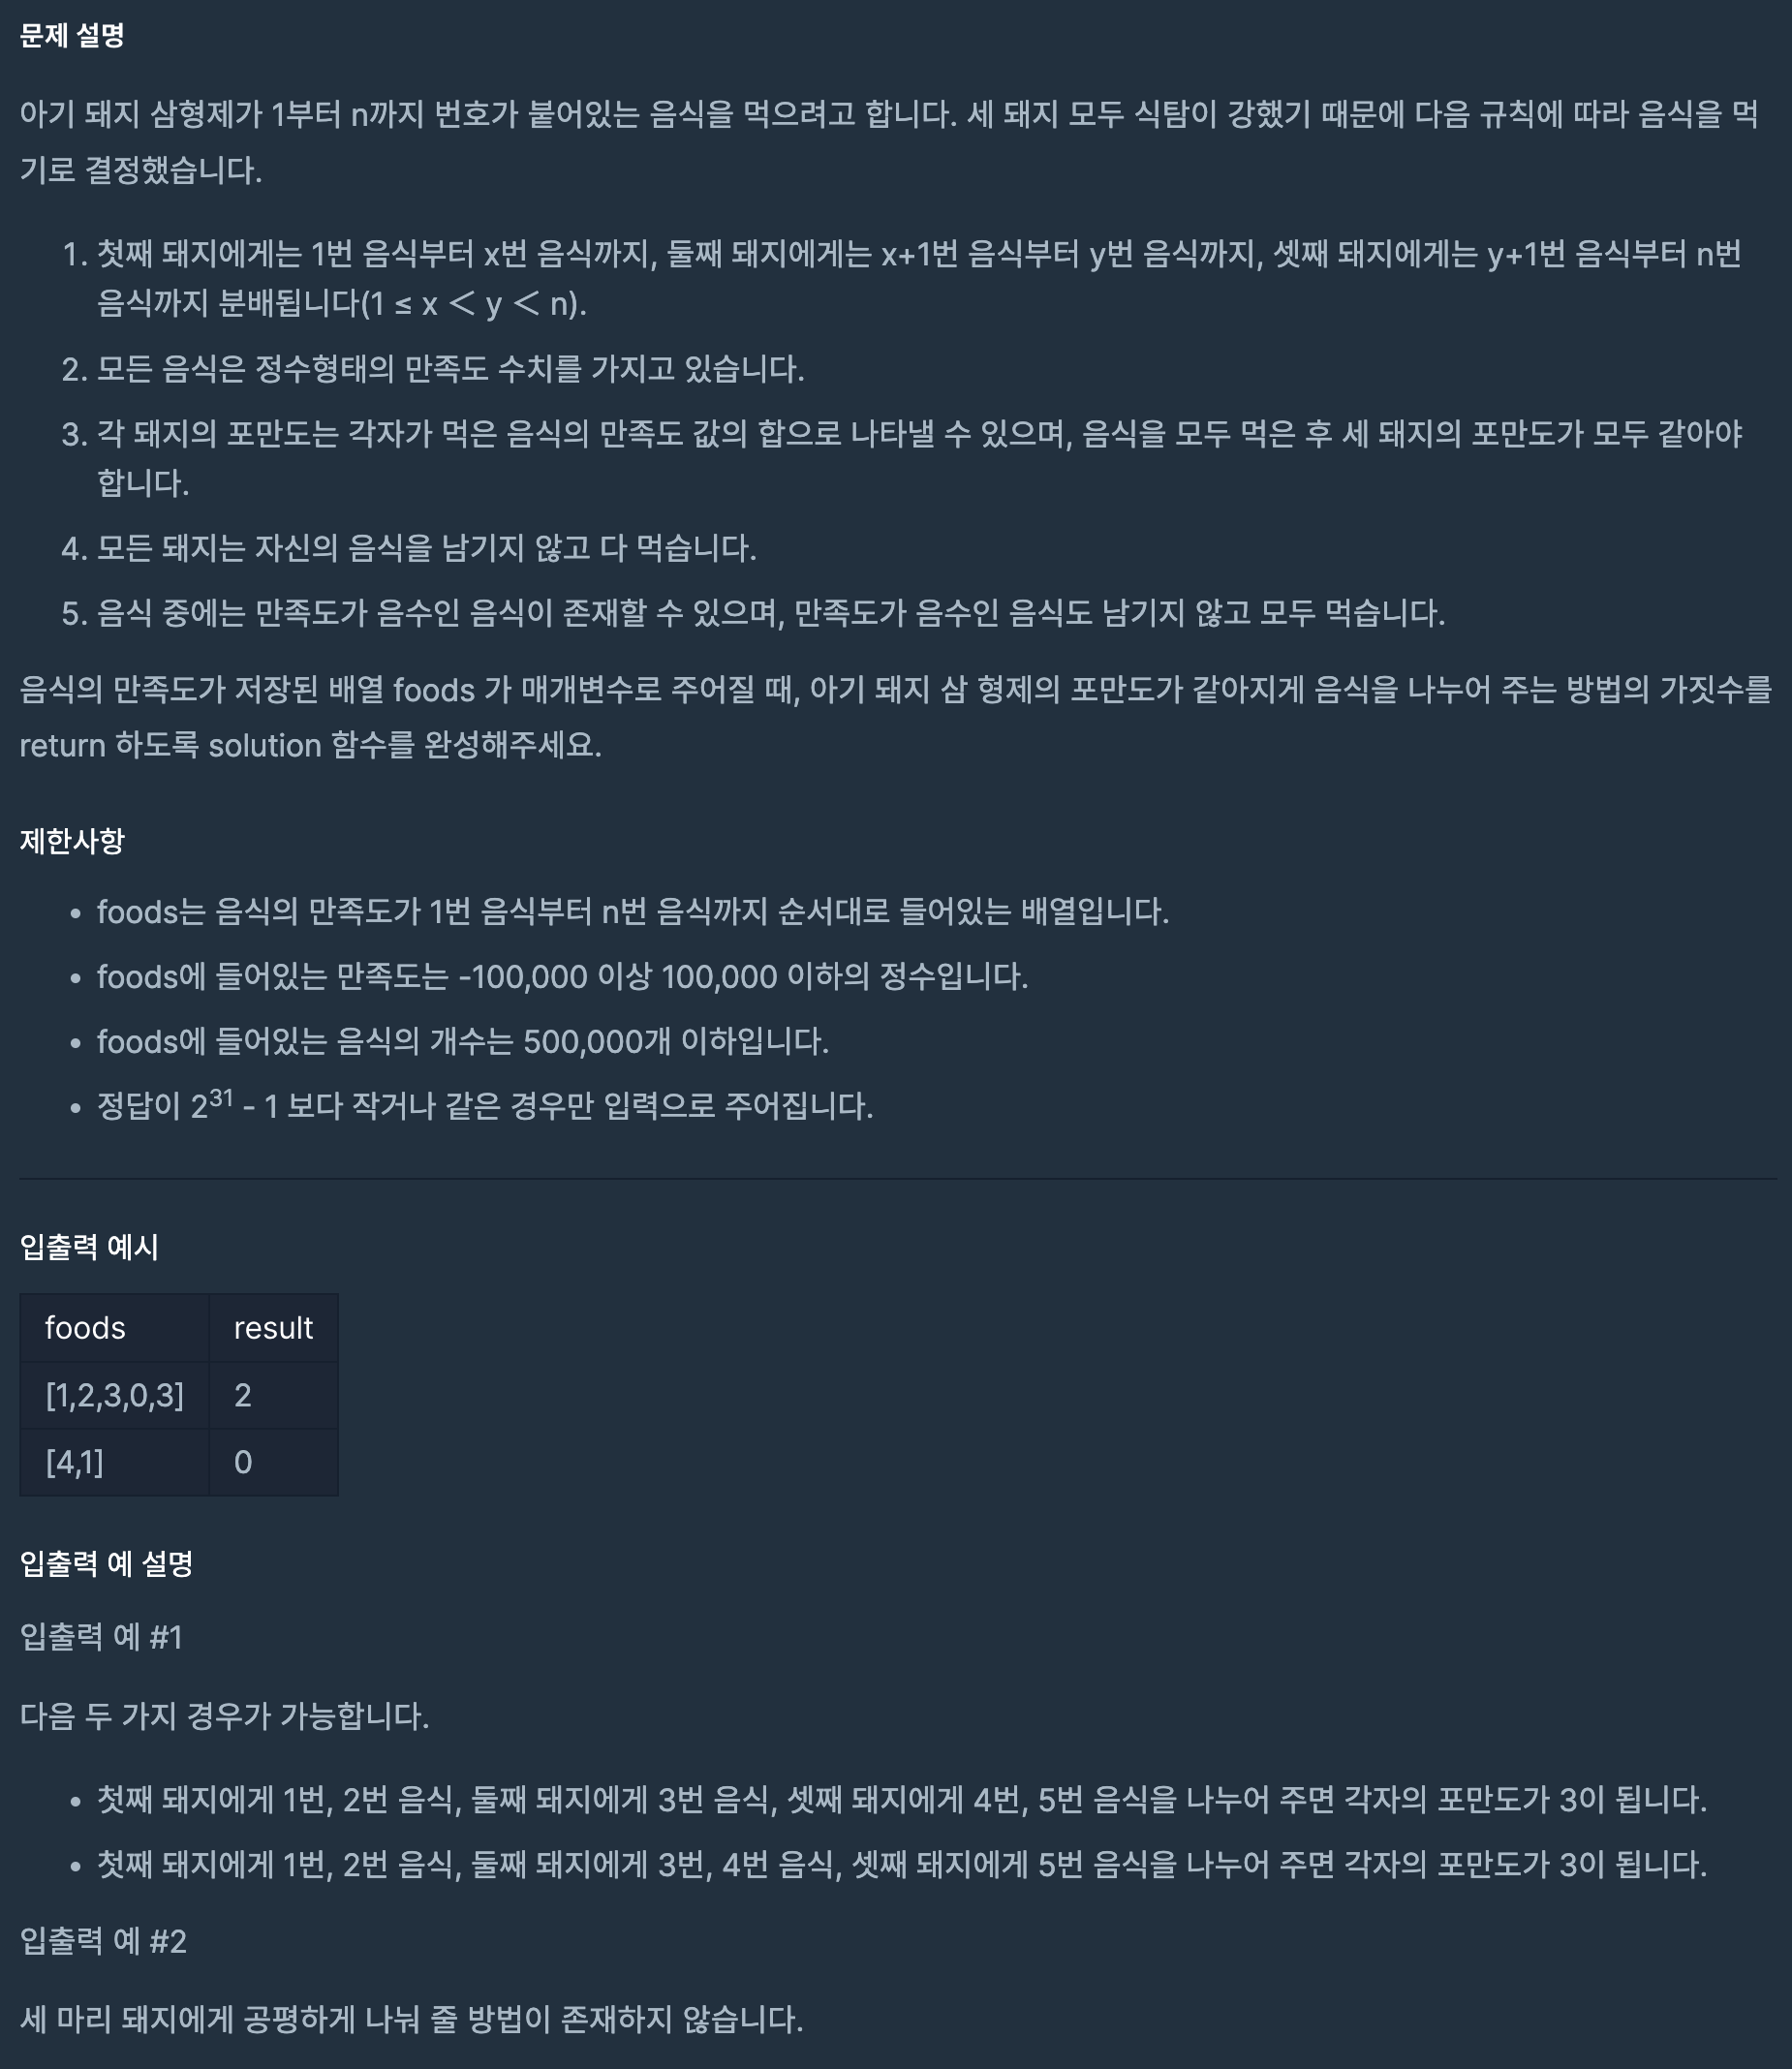 문제 설명
아기 돼지 삼형제가 1부터 n까지 번호가 붙어있는 음식을 먹으려고 합니다. 세 돼지 모두 식탐이 강했기 때문에 다음 규칙에 따라 음식을 먹
기로 결정했습니다.
1. 첫째 돼지에게는 1번 음식부터 x번 음식까지, 둘째 돼지에게는 x+1번 음식부터 y번 음식까지, 셋째 돼지에게는 y+1번 음식부터 n번
음식까지 분배됩니다(1 ≤ x < y < n).
2. 모든 음식은 정수형태의 만족도 수치를 가지고 있습니다.
3. 각 돼지의 포만도는 각자가 먹은 음식의 만족도 값의 합으로 나타낼 수 있으며, 음식을 모두 먹은 후 세 돼지의 포만도가 모두 같아야
합니다.
4. 모든 돼지는 자신의 음식을 남기지 않고 다 먹습니다.
5. 음식 중에는 만족도가 음수인 음식이 존재할 수 있으며, 만족도가 음수인 음식도 남기지 않고 모두 먹습니다.
음식의 만족도가 저장된 배열 foods 가 매개변수로 주어질 때, 아기 돼지 삼 형제의 포만도가 같아지게 음식을 나누어 주는 방법의 가짓수를
return 하도록 solution 함수를 완성해주세요.
제한사항
• foods는 음식의 만족도가 1번 음식부터 n번 음식까지 순서대로 들어있는 배열입니다.
• foods에 들어있는 만족도는 -100,000 이상 100,000 이하의 정수입니다.
• foods에 들어있는 음식의 개수는 500,000개 이하입니다.
• 정답이 2³¹ - 1 보다 작거나 같은 경우만 입력으로 주어집니다.
입출력 예시
foods result
[1,2,3,0,3] 2
[4,1] 0
입출력 예 설명
입출력 예 #1
다음 두 가지 경우가 가능합니다.
• 첫째 돼지에게 1번, 2번 음식, 둘째 돼지에게 3번 음식, 셋째 돼지에게 4번, 5번 음식을 나누어 주면 각자의 포만도가 3이 됩니다.
• 첫째 돼지에게 1번, 2번 음식, 둘째 돼지에게 3번, 4번 음식, 셋째 돼지에게 5번 음식을 나누어 주면 각자의 포만도가 3이 됩니다.
입출력 예 #2
세 마리 돼지에게 공평하게 나눠 줄 방법이 존재하지 않습니다.